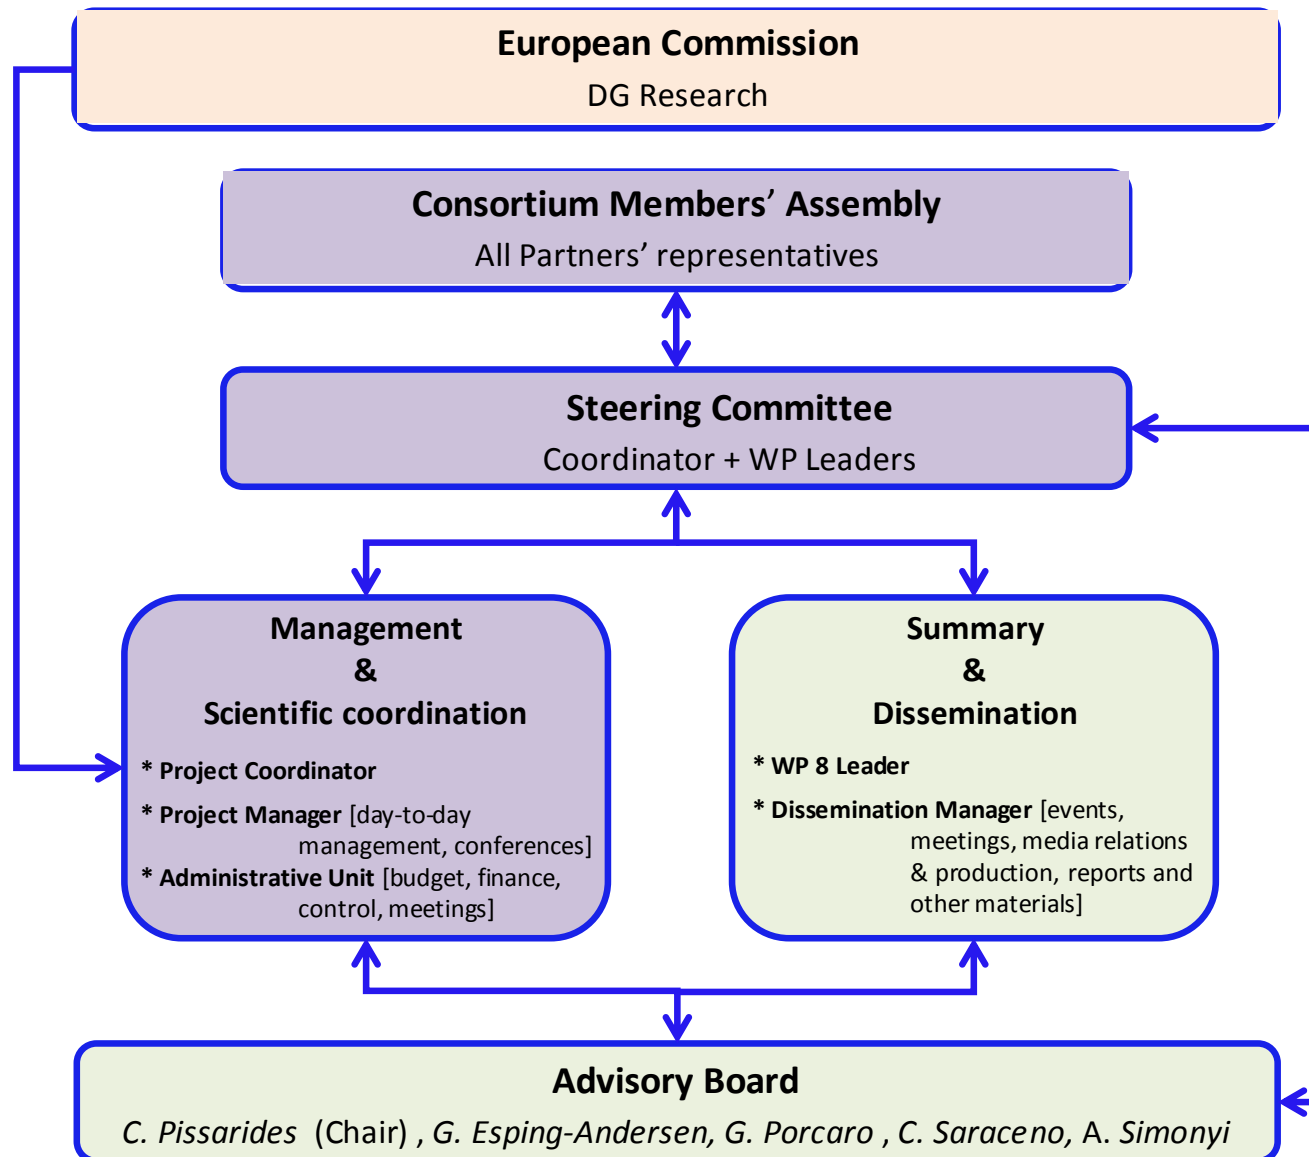 European Commission
DG Research
Consortium Members’ Assembly
All Partners’ representatives
Steering Committee
Coordinator + WP Leaders
Management
&
Scientific coordination
* Project Coordinator
* Project Manager [day-to-day
management, conferences]
* Administrative Unit [budget, finance,
control, meetings]
Summary
&
Dissemination
* WP 8 Leader
* Dissemination Manager [events,
meetings, media relations
& production, reports and
other materials]
Advisory Board
C. Pissarides (Chair) , G. Esping-Andersen, G. Porcaro , C. Saraceno, A. Simonyi